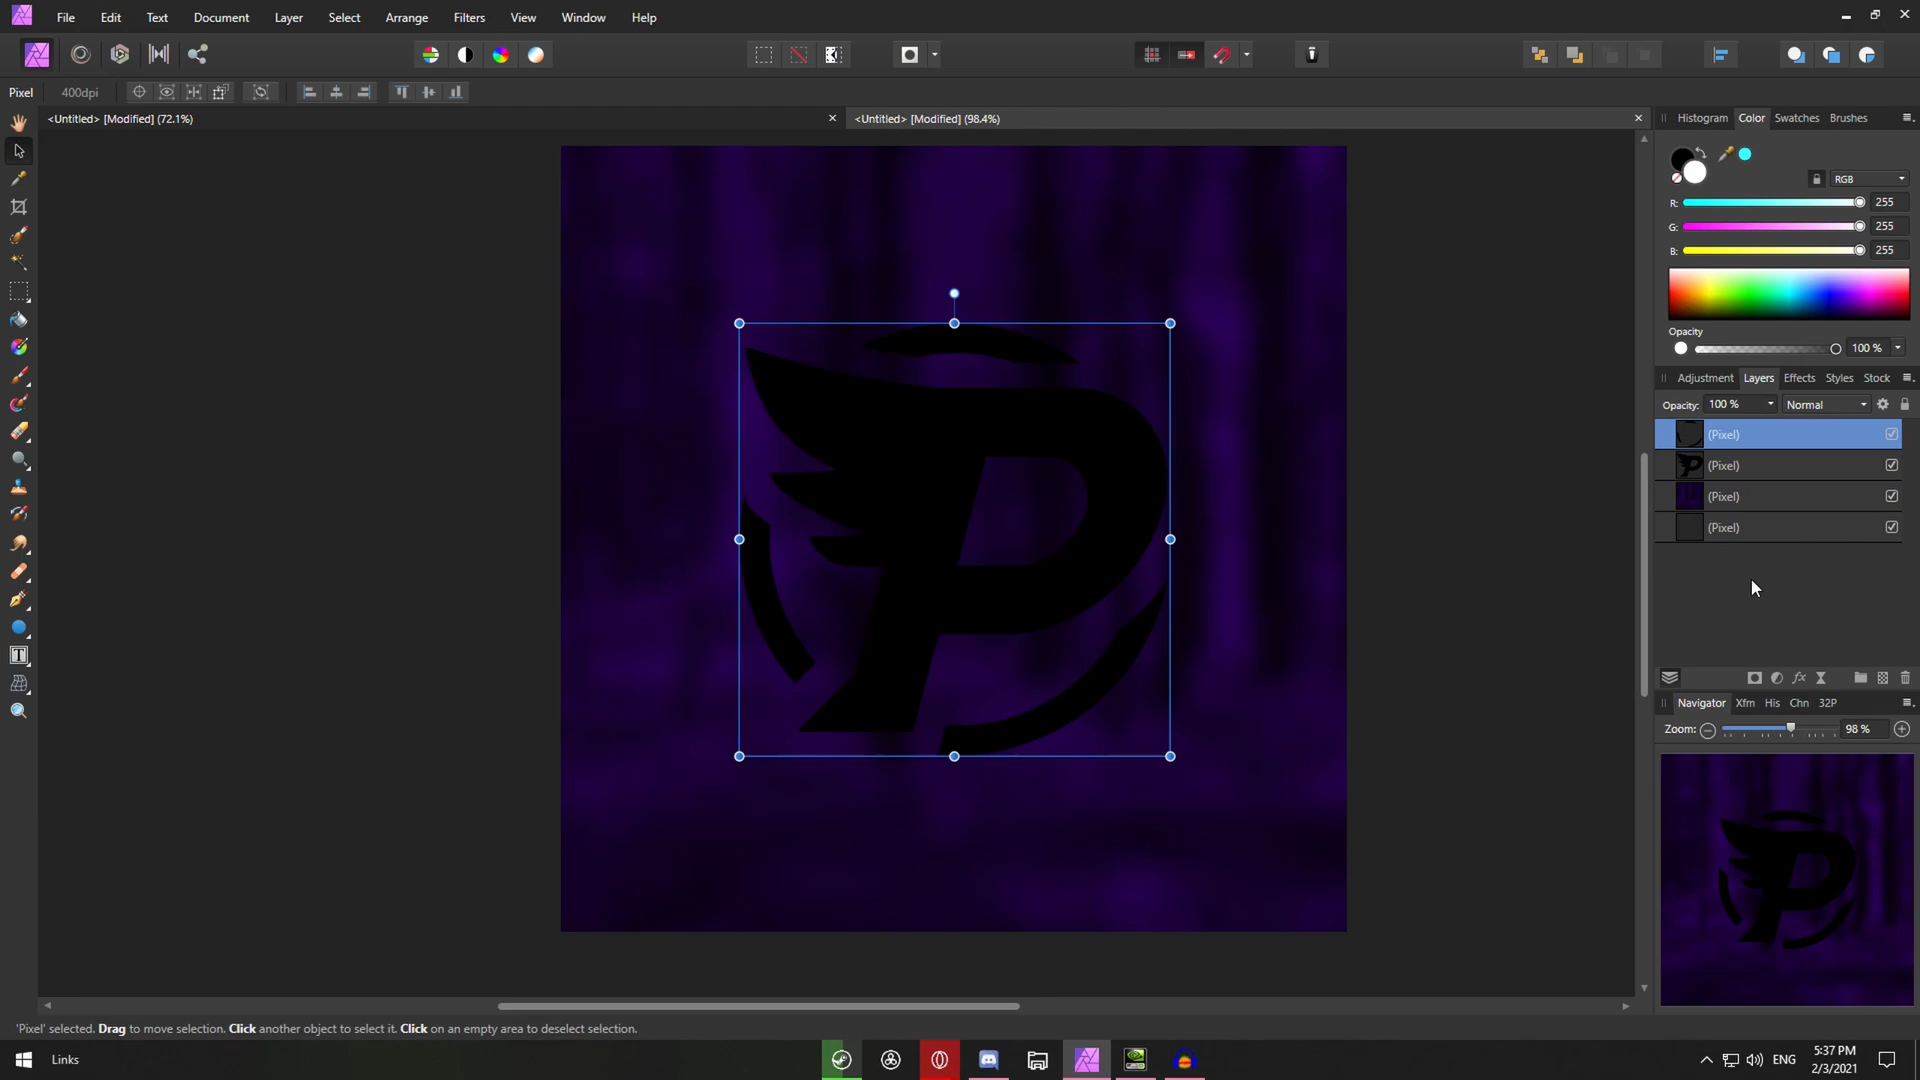 File Edit Text Document Layer Select Arrange Filters View Window Help
Pixel 400dpi
<Untitled> [Modified] (72.1%)
<Untitled> [Modified] (98.4%)
Histogram Color Swatches Brushes
RGB
R: 255
G: 255
B: 255
Opacity
100 %
Adjustment Layers Effects Styles Stock
Opacity: 100 % Normal
(Pixel)
(Pixel)
(Pixel)
(Pixel)
P
fx
Navigator Xfm His Chn 32P
Zoom: 98 %
'Pixel' selected. Drag to move selection. Click another object to select it. Click on an empty area to deselect selection.
Links
ENG
5:37 PM
2/3/2021